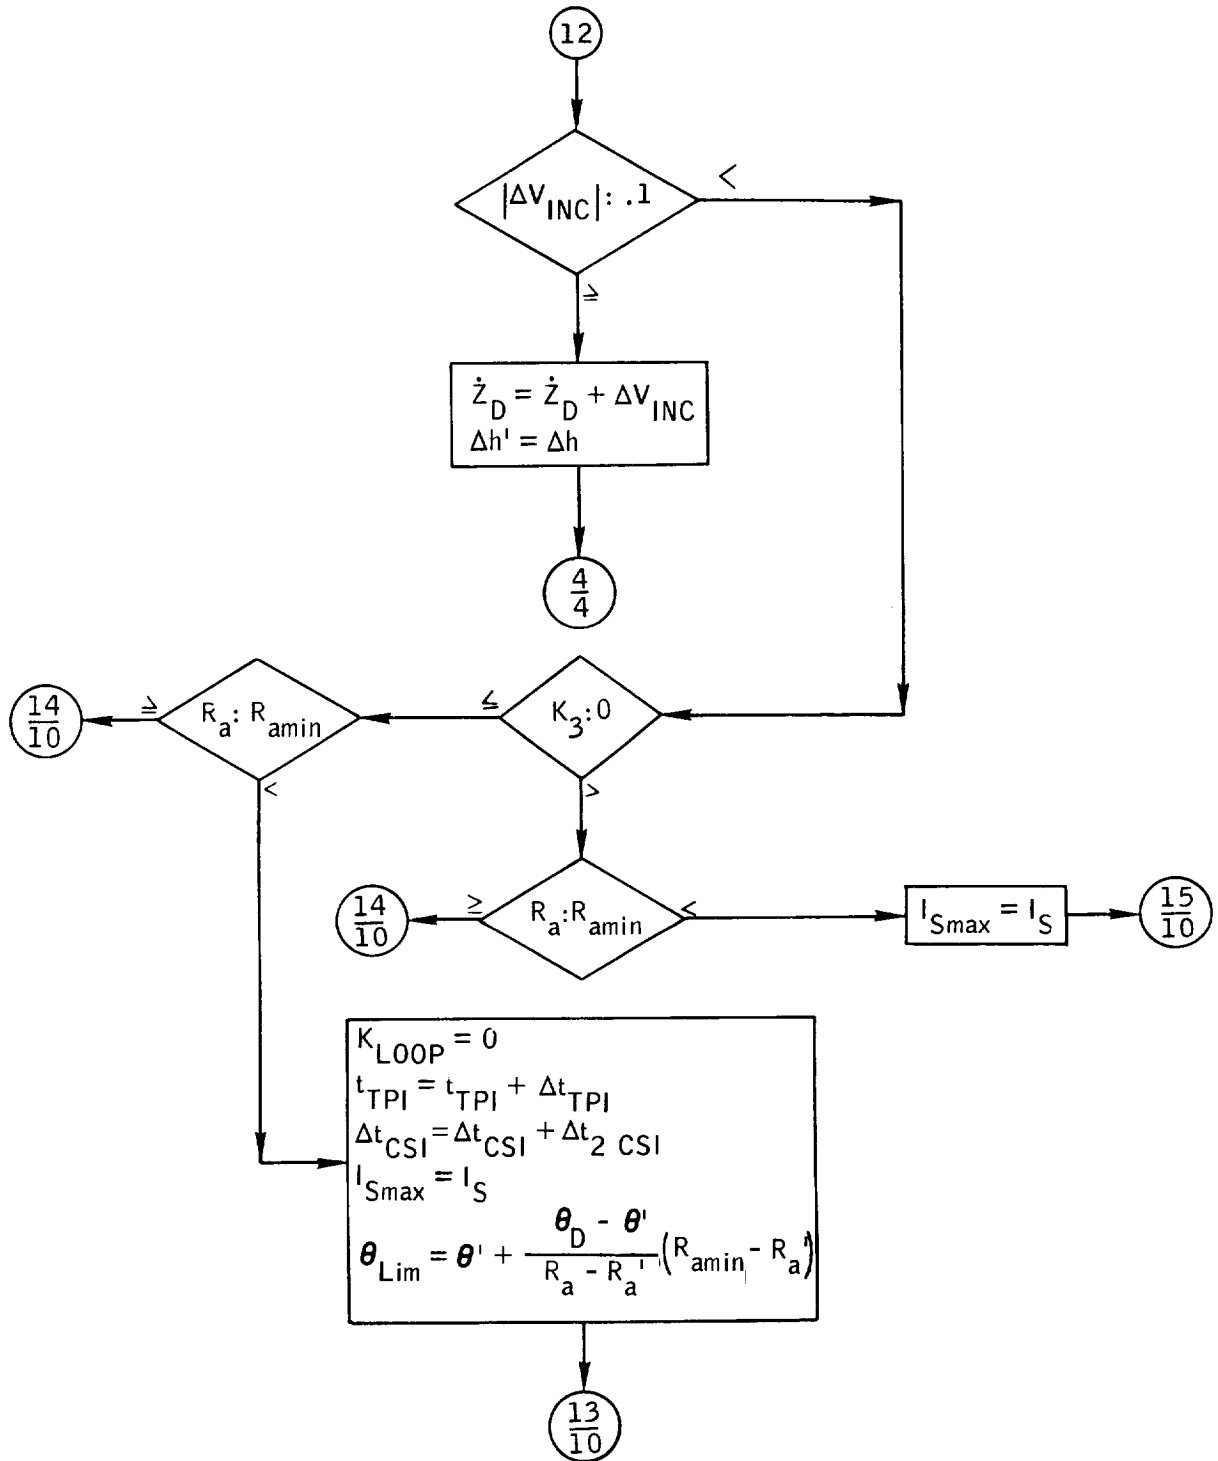 12
<
|ΔV_INC|: .1
≥
Ż_D = Ż_D + ΔV_INC
Δh' = Δh
4/4
14/10
≥
R_a: R_amin
≤
K_3:0
<
>
14/10
≥
R_a:R_amin
<
I_Smax = I_S
15/10
K_LOOP = 0
t_TPI = t_TPI + Δt_TPI
Δt_CSI = Δt_CSI + Δt_2 CSI
I_Smax = I_S
θ_Lim = θ' + (θ_D - θ')/(R_a - R_a') (R_amin - R_a')
13/10